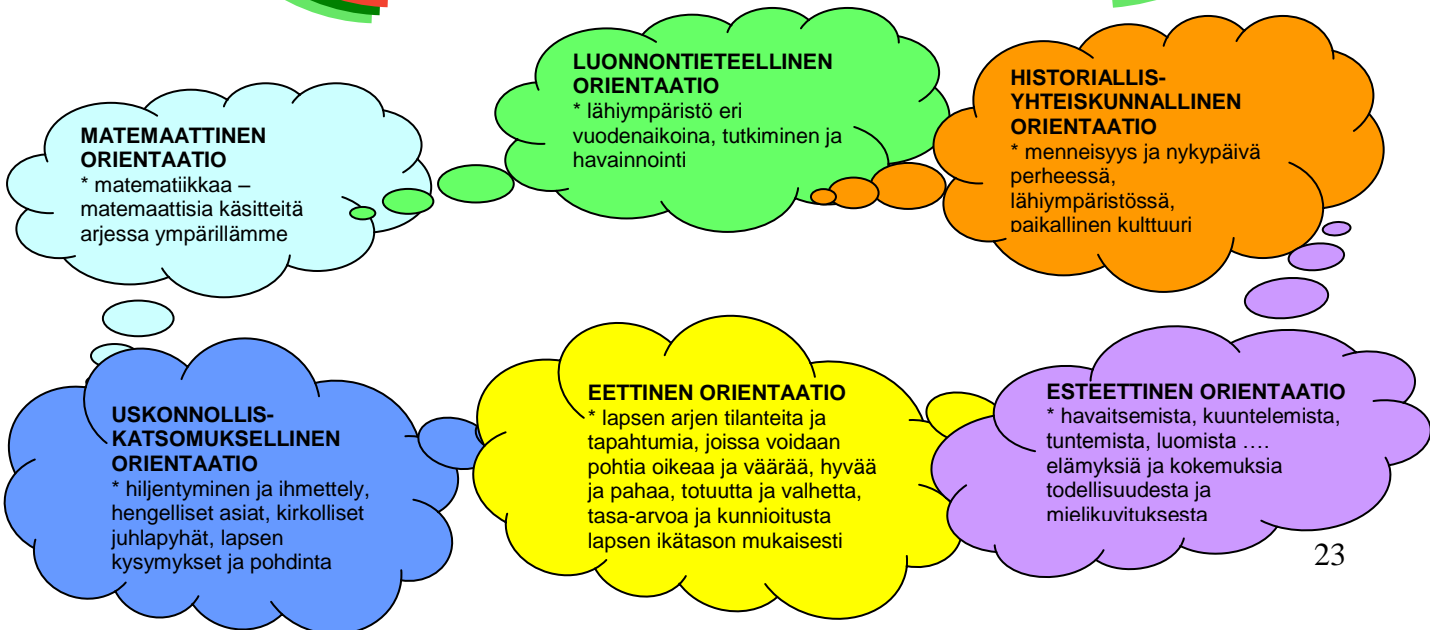 MATEMAATTINEN
ORIENTAATIO
* matematiikkaa –
matemaattisia käsitteitä
arjessa ympärillämme
LUONNONTIETEELLINEN
ORIENTAATIO
* lähiympäristö eri
vuodenaikoina, tutkiminen ja
havainnointi
HISTORIALLIS-
YHTEISKUNNALLINEN
ORIENTAATIO
* menneisyys ja nykypäivä
perheessä,
lähiympäristössä,
paikallinen kulttuuri
USKONNOLLIS-
KATSOMUKSELLINEN
ORIENTAATIO
* hiljentyminen ja ihmettely,
hengelliset asiat, kirkolliset
juhlapyhät, lapsen
kysymykset ja pohdinta
EETTINEN ORIENTAATIO
* lapsen arjen tilanteita ja
tapahtumia, joissa voidaan
pohtia oikeaa ja väärää, hyvää
ja pahaa, totuutta ja valhetta,
tasa-arvoa ja kunnioitusta
lapsen ikätason mukaisesti
ESTEETTINEN ORIENTAATIO
* havaitsemista, kuuntelemista,
tuntemista, luomista ….
elämyksiä ja kokemuksia
todellisuudesta ja
mielikuvituksesta
23